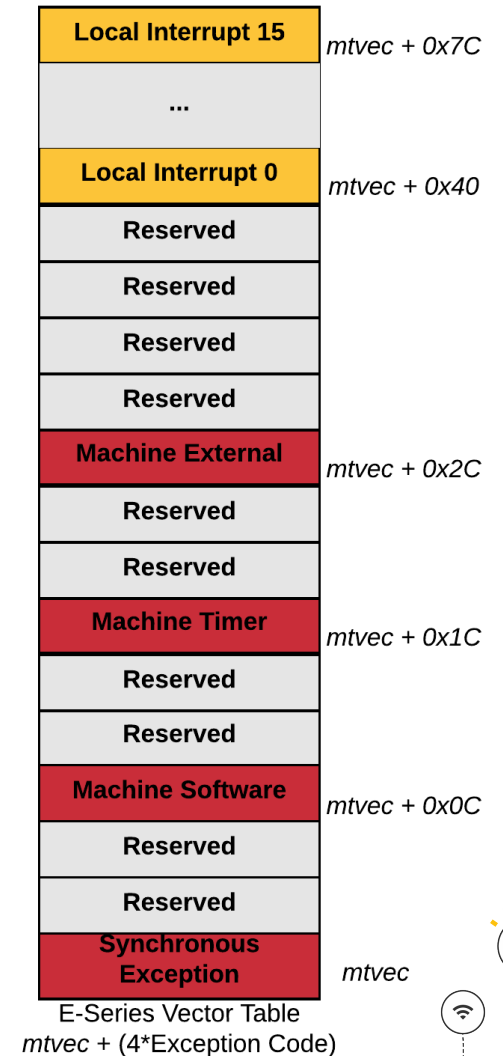 Local Interrupt 15
mtvec + 0x7C
...
Local Interrupt 0
mtvec + 0x40
Reserved
Reserved
Reserved
Reserved
Machine External
mtvec + 0x2C
Reserved
Reserved
Machine Timer
mtvec + 0x1C
Reserved
Reserved
Machine Software
mtvec + 0x0C
Reserved
Reserved
Synchronous
Exception
mtvec
E-Series Vector Table
mtvec + (4*Exception Code)